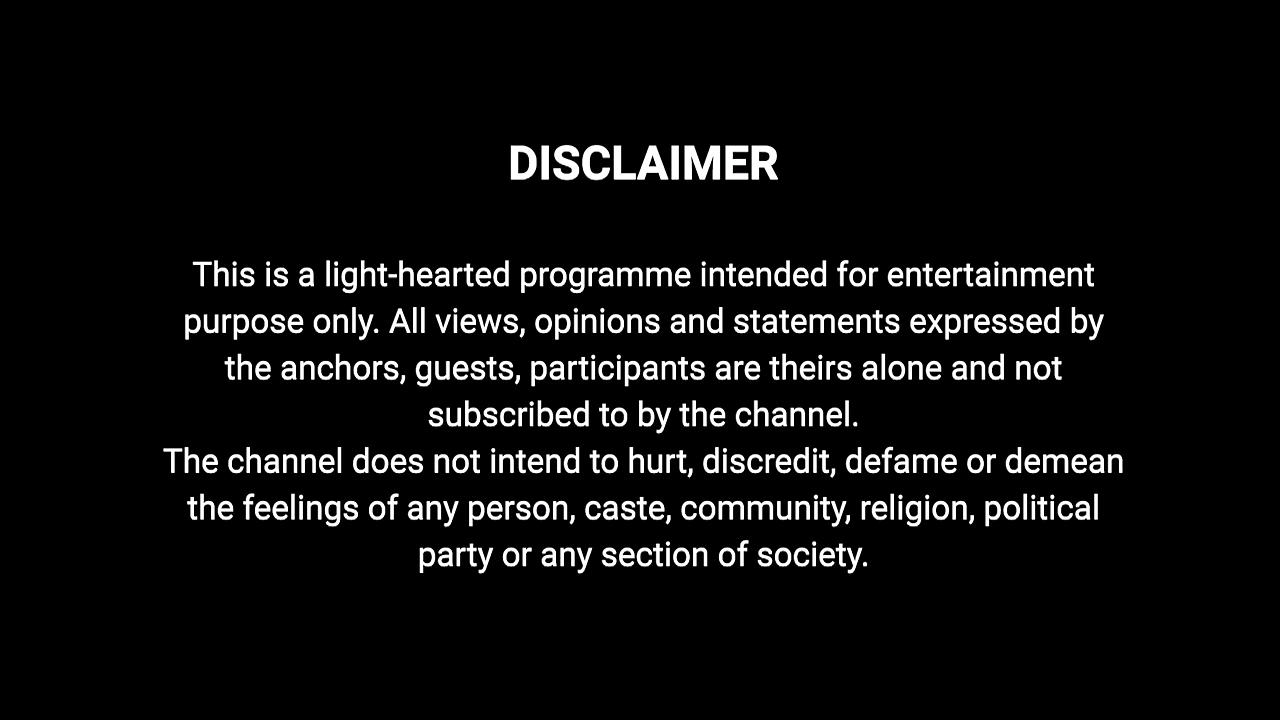 DISCLAIMER
This is a light-hearted programme intended for entertainment
purpose only. All views, opinions and statements expressed by
the anchors, guests, participants are theirs alone and not
subscribed to by the channel.
The channel does not intend to hurt, discredit, defame or demean
the feelings of any person, caste, community, religion, political
party or any section of society.